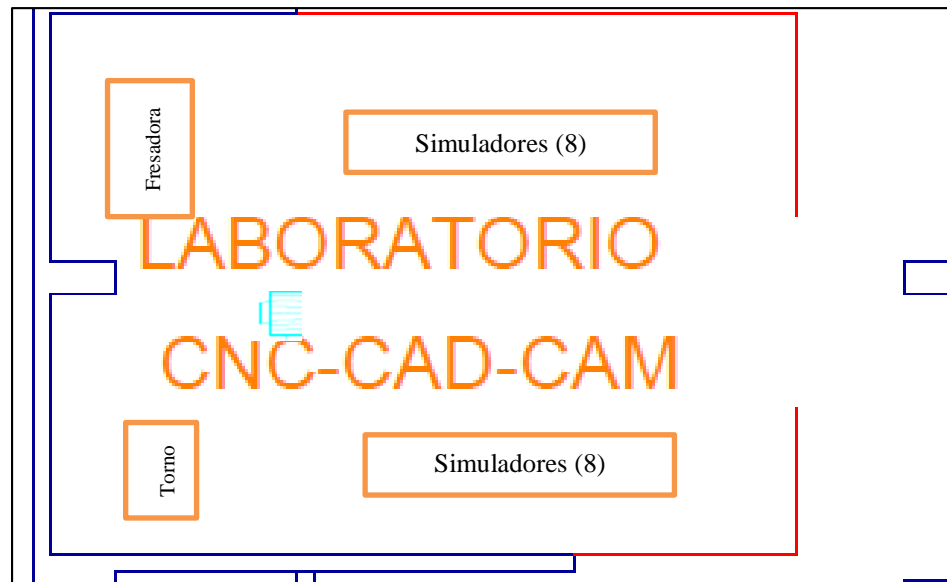 Fresadora
Simuladores (8)
LABORATORIO
CNC-CAD-CAM
Torno
Simuladores (8)